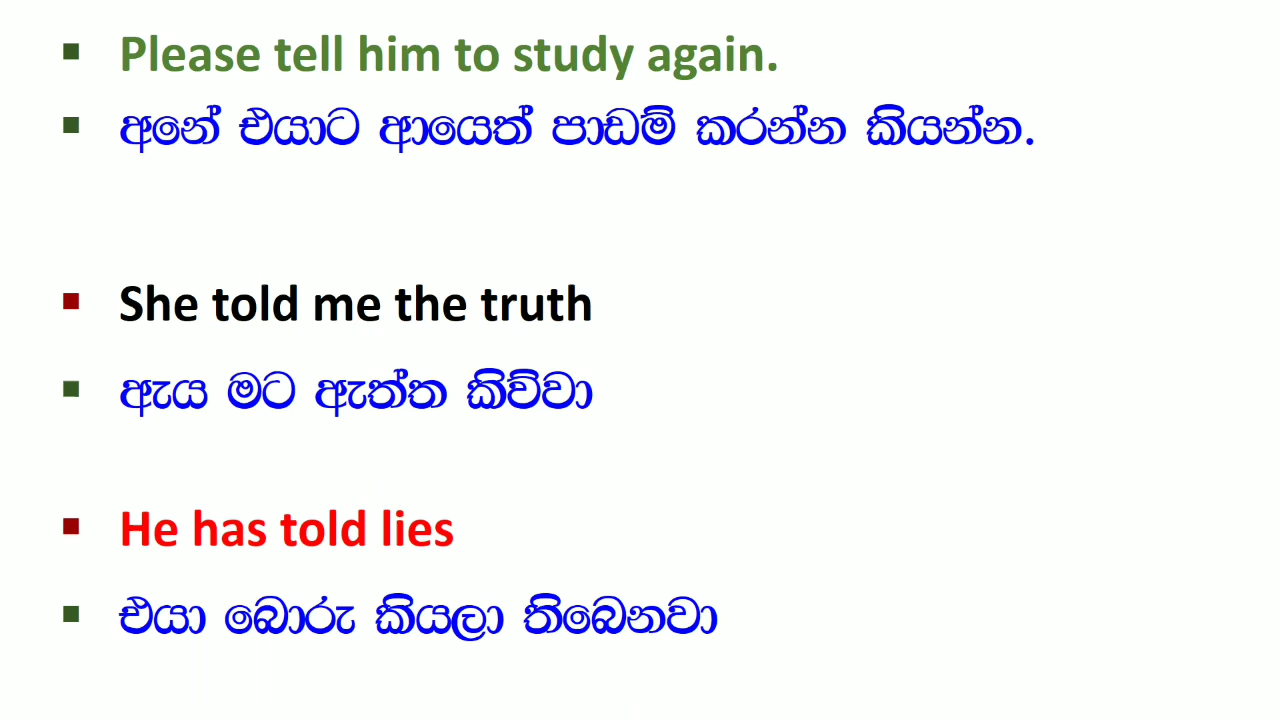 Please tell him to study again.
අනේ එයාට ආයෙත් පාඩම් කරන්න කියන්න.
She told me the truth
ඇය මට ඇත්ත කිව්වා
He has told lies
එයා බොරු කියලා තිබෙනවා